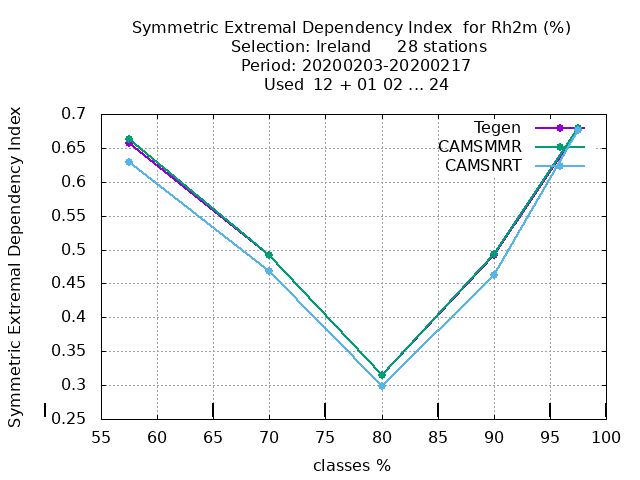 Symmetric Extremal Dependency Index for Rh2m (%)
Selection: Ireland 28 stations
Period: 20200203-20200217
Used 12 + 01 02 ... 24
Symmetric Extremal Dependency Index
0.7
0.65
0.6
0.55
0.5
0.45
0.4
0.35
0.3
0.25
Tegen
CAMSMMR
CAMSNRT
55 60 65 70 75 80 85 90 95 100
classes %